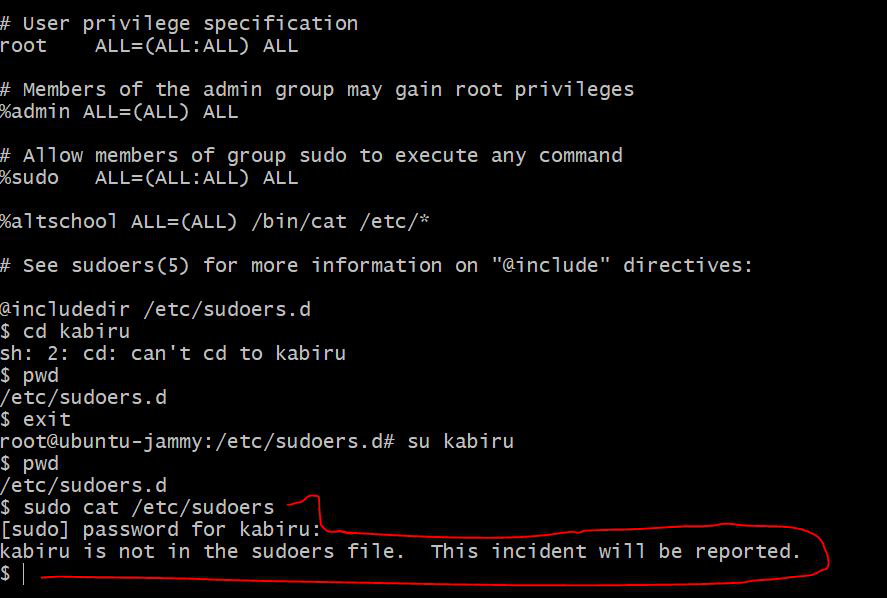 # User privilege specification
root    ALL=(ALL:ALL) ALL
# Members of the admin group may gain root privileges
%admin ALL=(ALL) ALL
# Allow members of group sudo to execute any command
%sudo   ALL=(ALL:ALL) ALL
%altschool ALL=(ALL) /bin/cat /etc/*
# See sudoers(5) for more information on "@include" directives:
@includedir /etc/sudoers.d
$ cd kabiru
sh: 2: cd: can't cd to kabiru
$ pwd
/etc/sudoers.d
$ exit
root@ubuntu-jammy:/etc/sudoers.d# su kabiru
$ pwd
/etc/sudoers.d
$ sudo cat /etc/sudoers
[sudo] password for kabiru:
kabiru is not in the sudoers file.  This incident will be reported.
$